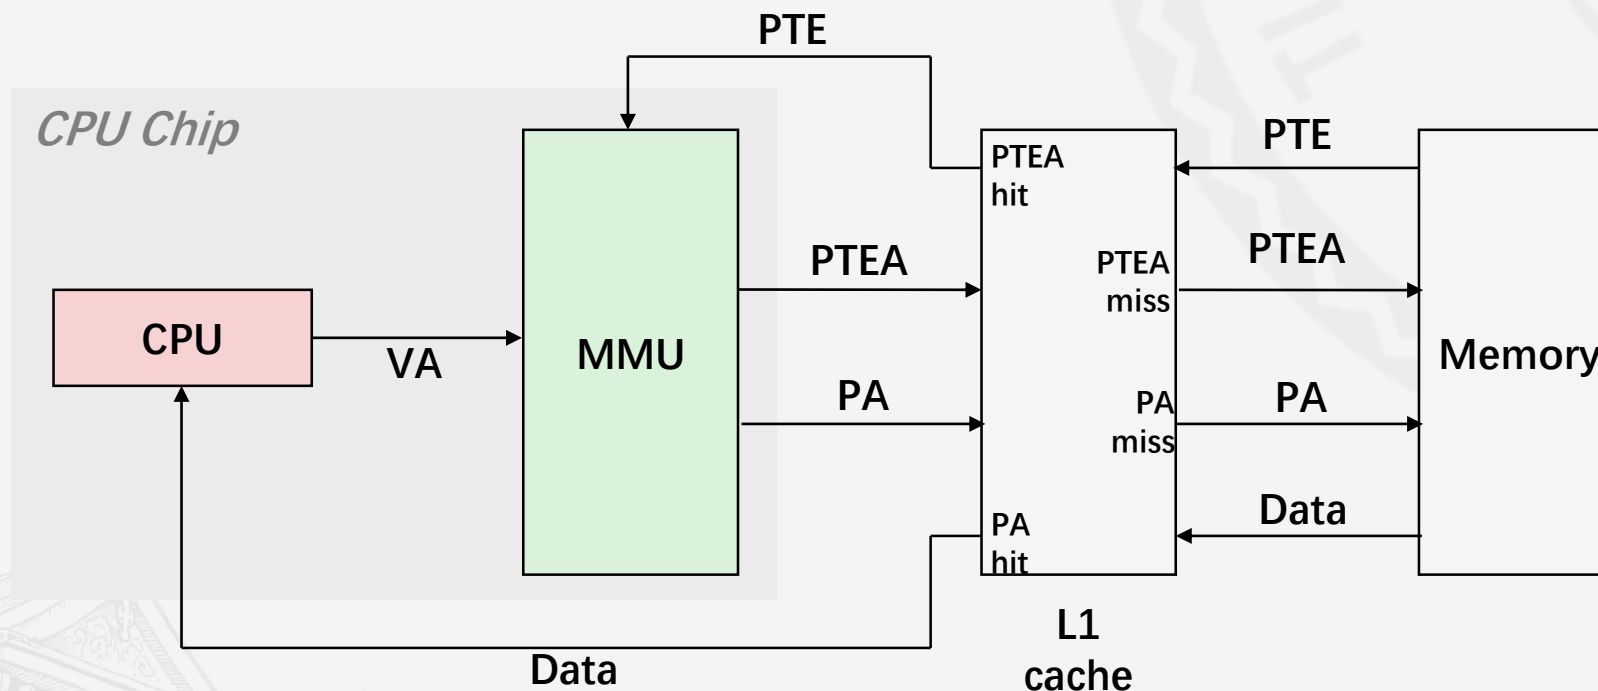 PTE
CPU Chip
PTEA
hit
PTE
PTEA
PTEA
miss
PTEA
CPU
VA
MMU
Memory
PA
PA
miss
PA
PA
hit
Data
L1
cache
Data